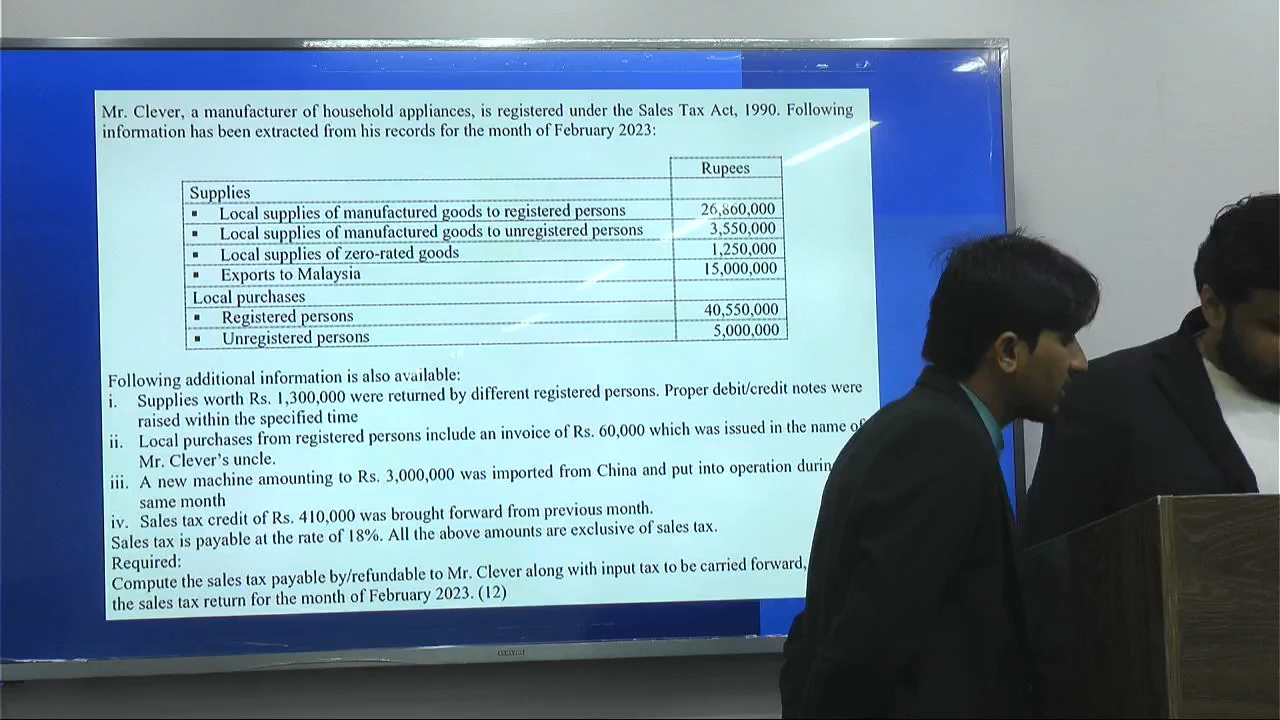 Mr. Clever, a manufacturer of household appliances, is registered under the Sales Tax Act, 1990. Following
information has been extracted from his records for the month of February 2023:
Rupees
Supplies
▪ Local supplies of manufactured goods to registered persons 26,860,000
▪ Local supplies of manufactured goods to unregistered persons 3,550,000
▪ Local supplies of zero-rated goods 1,250,000
▪ Exports to Malaysia 15,000,000
Local purchases
▪ Registered persons 40,550,000
▪ Unregistered persons 5,000,000
Following additional information is also available:
i. Supplies worth Rs. 1,300,000 were returned by different registered persons. Proper debit/credit notes were
raised within the specified time
ii. Local purchases from registered persons include an invoice of Rs. 60,000 which was issued in the name of
Mr. Clever's uncle.
iii. A new machine amounting to Rs. 3,000,000 was imported from China and put into operation
same month
iv. Sales tax credit of Rs. 410,000 was brought forward from previous month.
Sales tax is payable at the rate of 18%. All the above amounts are exclusive of sales tax.
Required:
Compute the sales tax payable by/refundable to Mr. Clever along with input tax to be carried forward,
the sales tax return for the month of February 2023. (12)
SAMSUNG